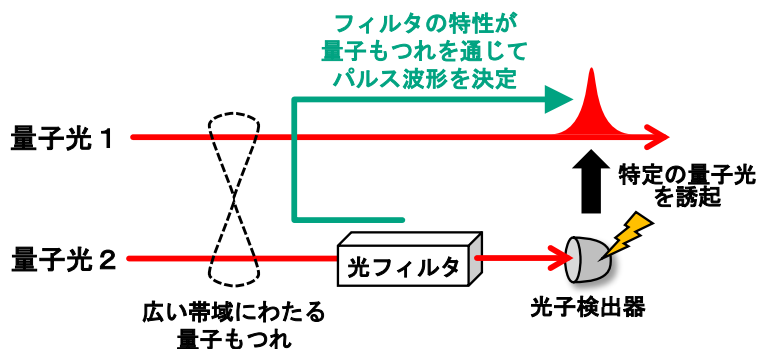 フィルタの特性が
量子もつれを通じて
パルス波形を決定
量子光1
特定の量子光
を誘起
量子光2
光フィルタ
光子検出器
広い帯域にわたる
量子もつれ